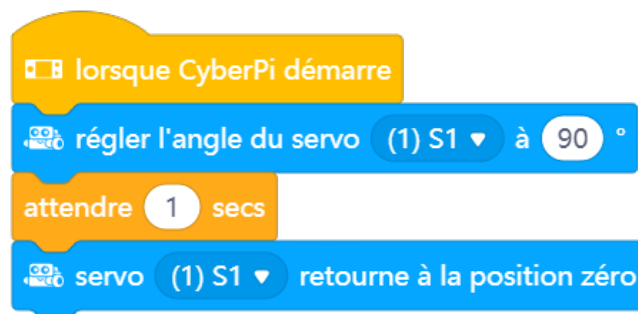 lorsque CyberPi démarre
régler l'angle du servo (1) S1 à 90 °
attendre 1 secs
servo (1) S1 retourne à la position zéro